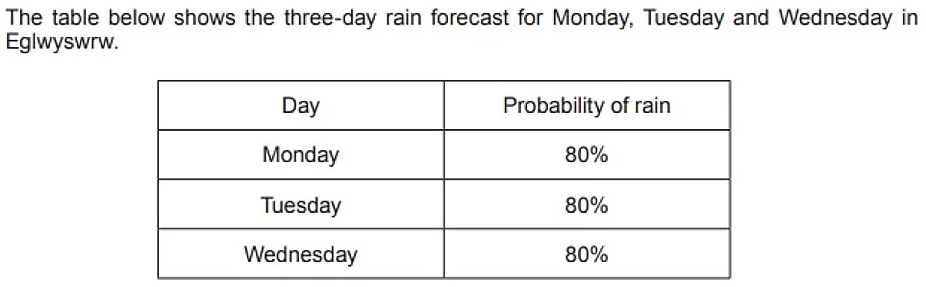 The table below shows the three-day rain forecast for Monday, Tuesday and Wednesday in
Eglwyswrw.
Day Probability of rain
Monday 80%
Tuesday 80%
Wednesday 80%